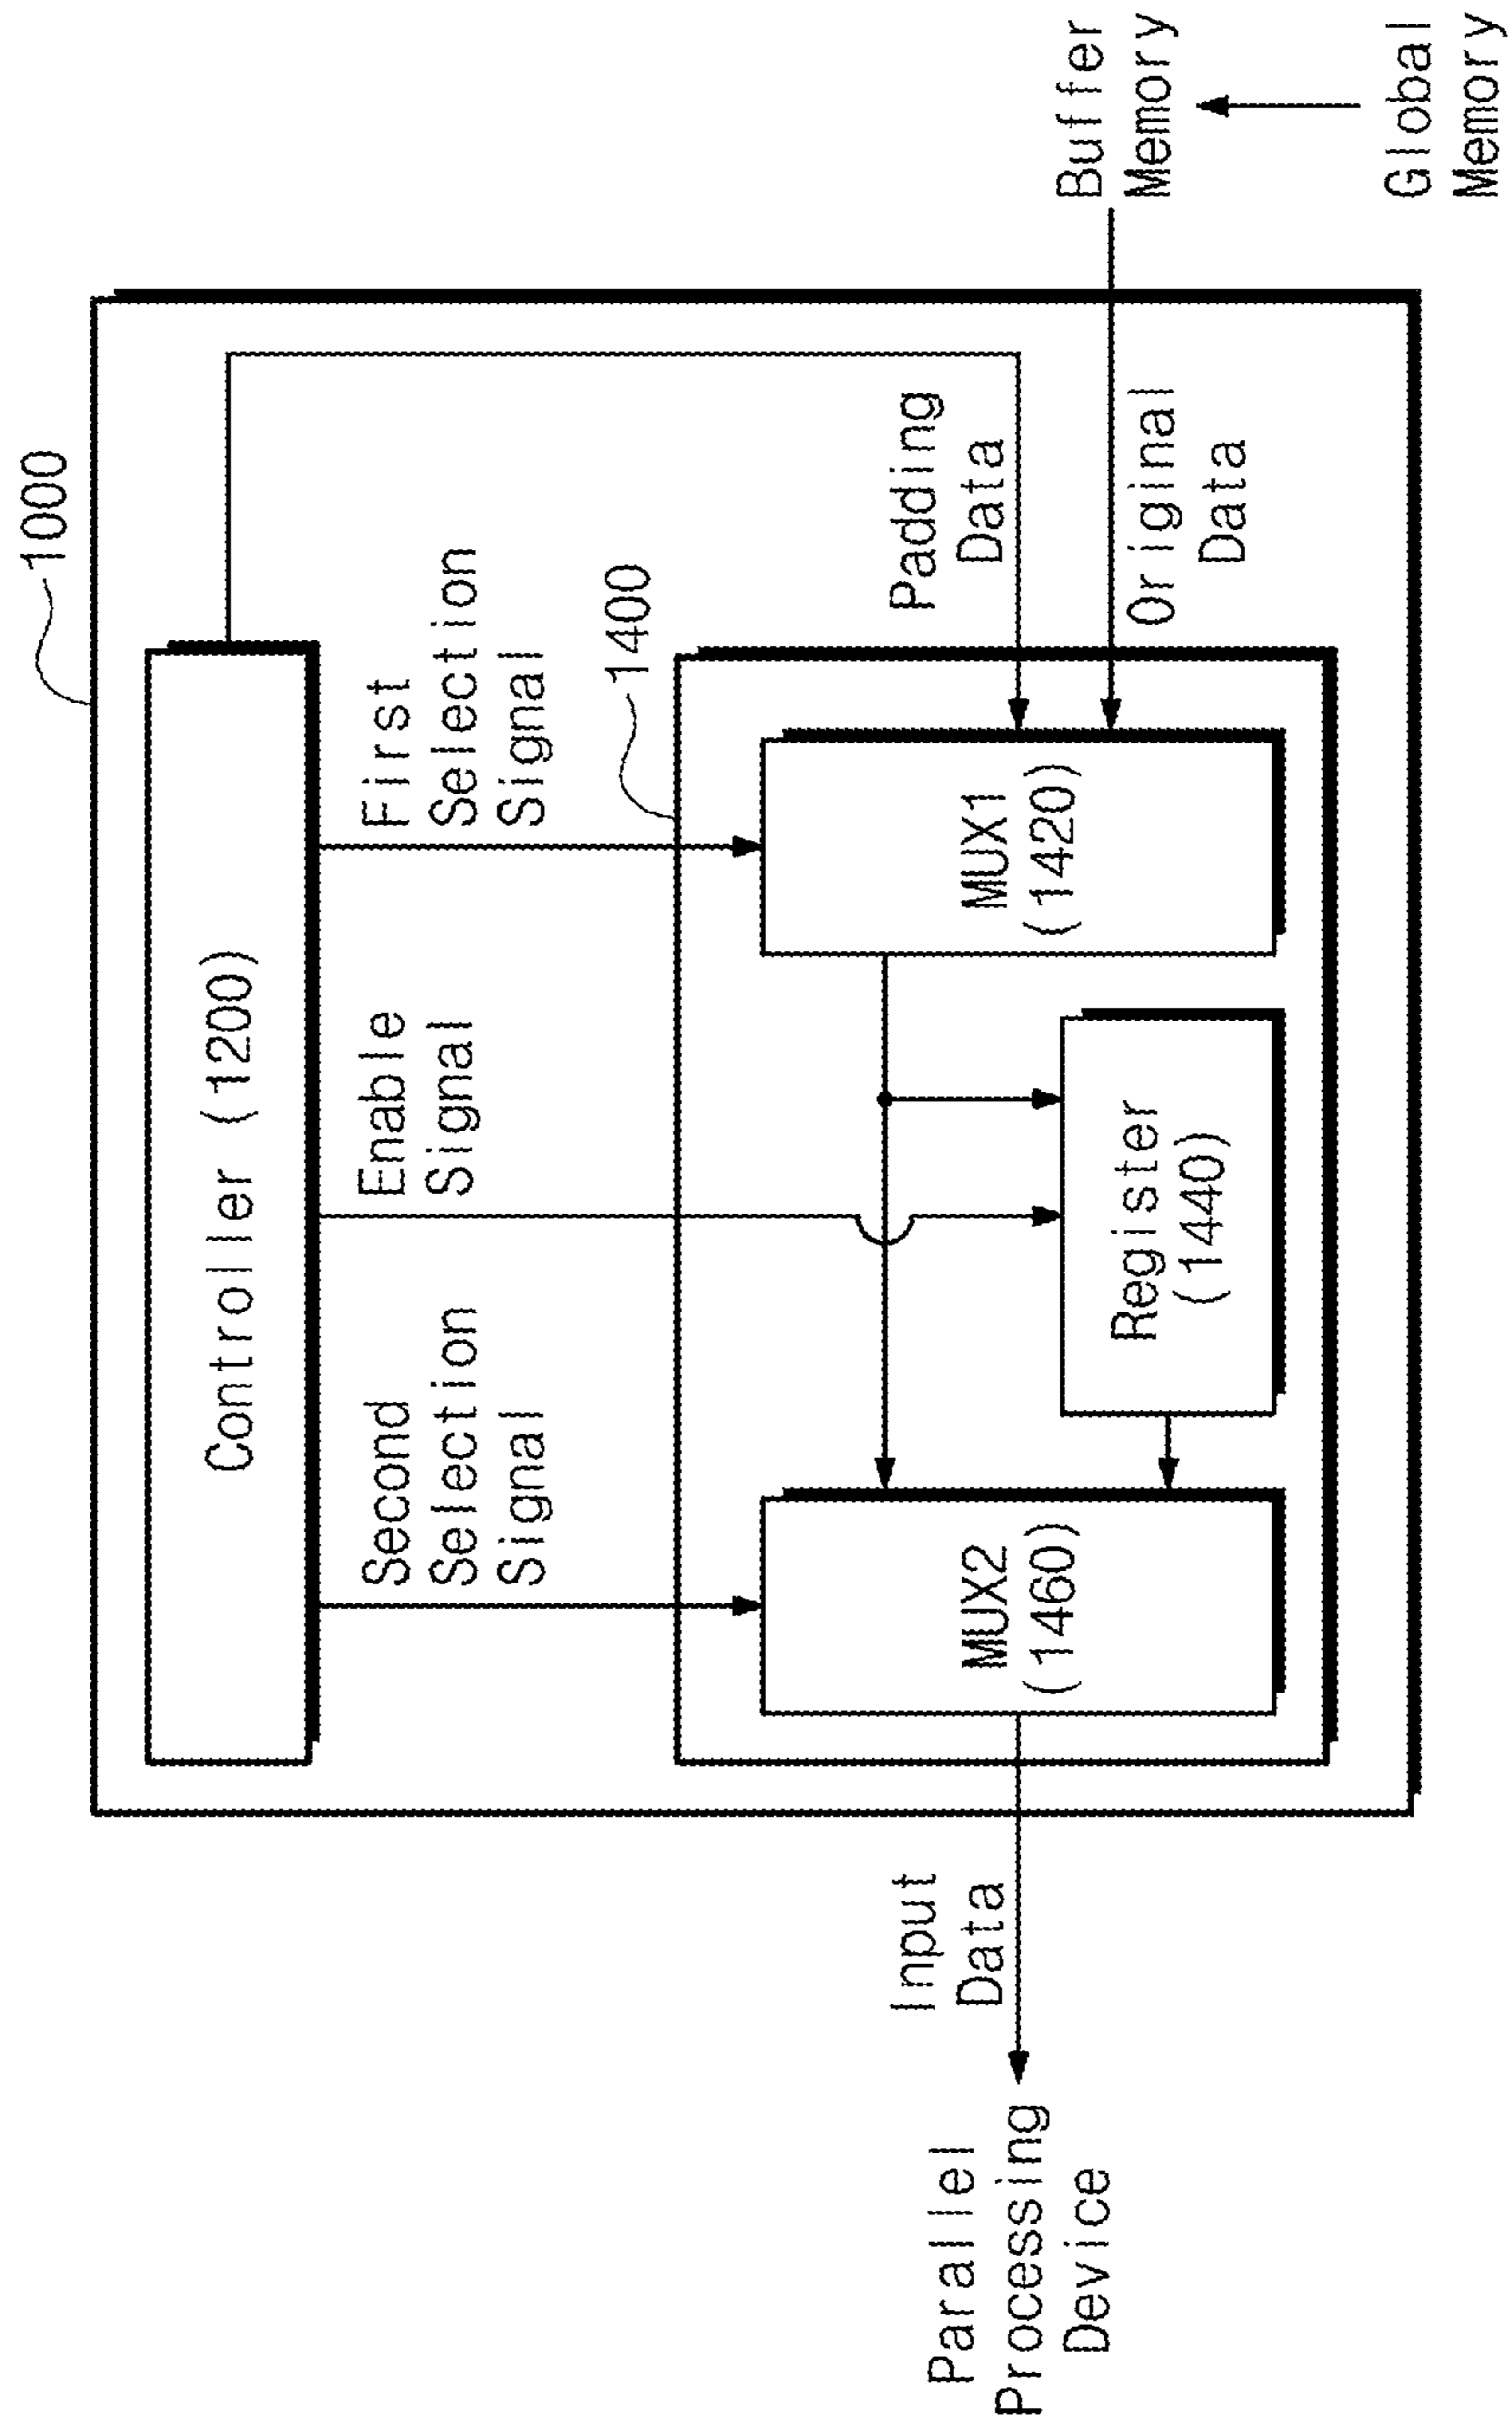 1000
Controller (1200)
Second
Selection
Signal
Enable
Signal
First
Selection
Signal
1400
Parallel
Processing
Device
Input
Data
MUX2
(1460)
Register
(1440)
MUX1
(1420)
Padding
Data
Original
Data
Buffer
Memory
Global
Memory